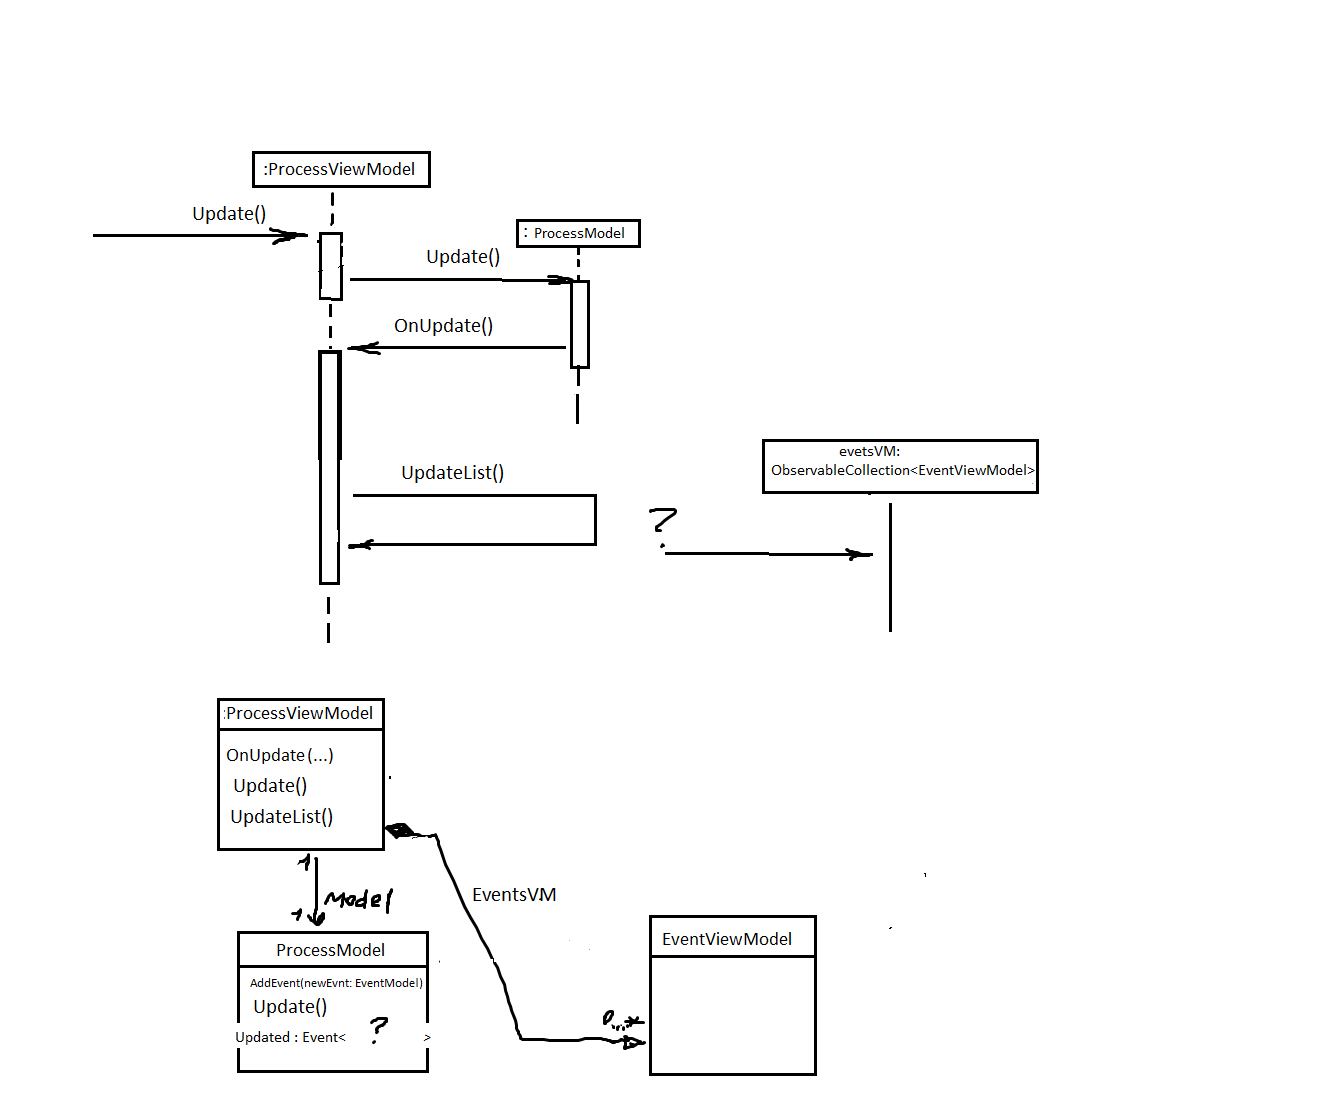 :ProcessViewModel
Update()
: ProcessModel
Update()
OnUpdate()
evetsVM:
ObservableCollection<EventViewModel>
UpdateList()
?
:ProcessViewModel
OnUpdate(...)
Update()
UpdateList()
1
Model
1
EventsVM
ProcessModel
AddEvent(newEvnt: EventModel)
Update()
Updated : Event< ? >
EventViewModel
0...*